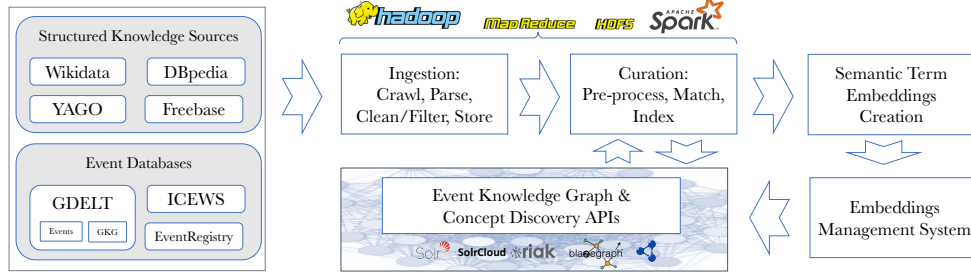 Structured Knowledge Sources
Wikidata
DBpedia
YAGO
Freebase
Event Databases
GDELT
Events
GKG
ICEWS
EventRegistry
hadoop
Map Reduce
HDFS
APACHE
Spark
Ingestion:
Crawl, Parse,
Clean/Filter, Store
Curation:
Pre-process, Match,
Index
Semantic Term
Embeddings
Creation
Event Knowledge Graph &
Concept Discovery APIs
Solr
SolrCloud
riak
blazegraph
Embeddings
Management System